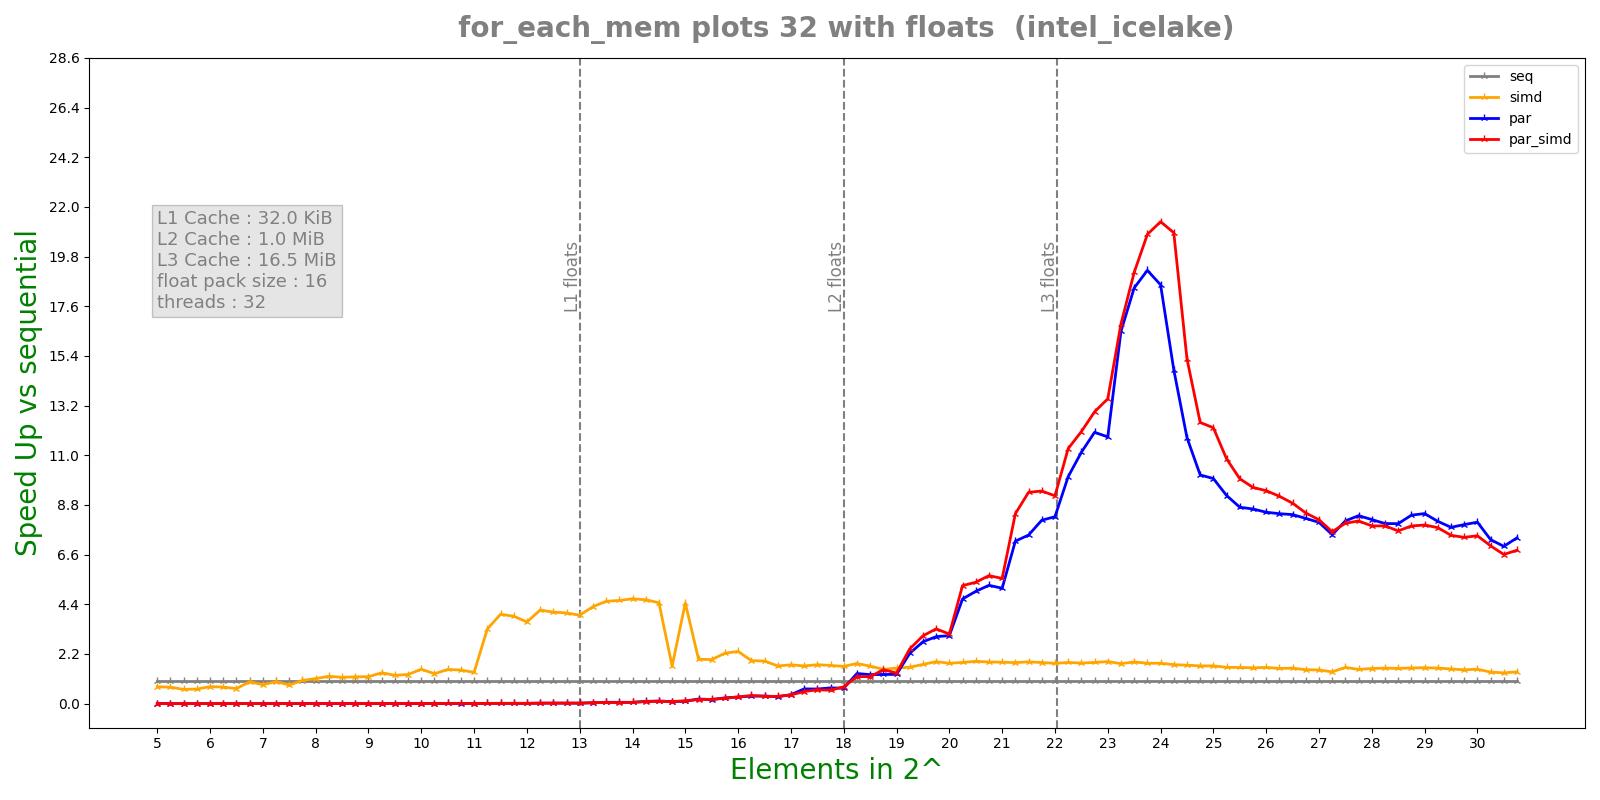 for_each_mem plots 32 with floats  (intel_icelake)
Speed Up vs sequential
28.6
26.4
24.2
22.0
19.8
17.6
15.4
13.2
11.0
8.8
6.6
4.4
2.2
0.0
seq
simd
par
par_simd
L1 Cache : 32.0 KiB
L2 Cache : 1.0 MiB
L3 Cache : 16.5 MiB
float pack size : 16
threads : 32
L1 floats
L2 floats
L3 floats
5 6 7 8 9 10 11 12 13 14 15 16 17 18 19 20 21 22 23 24 25 26 27 28 29 30
Elements in 2^